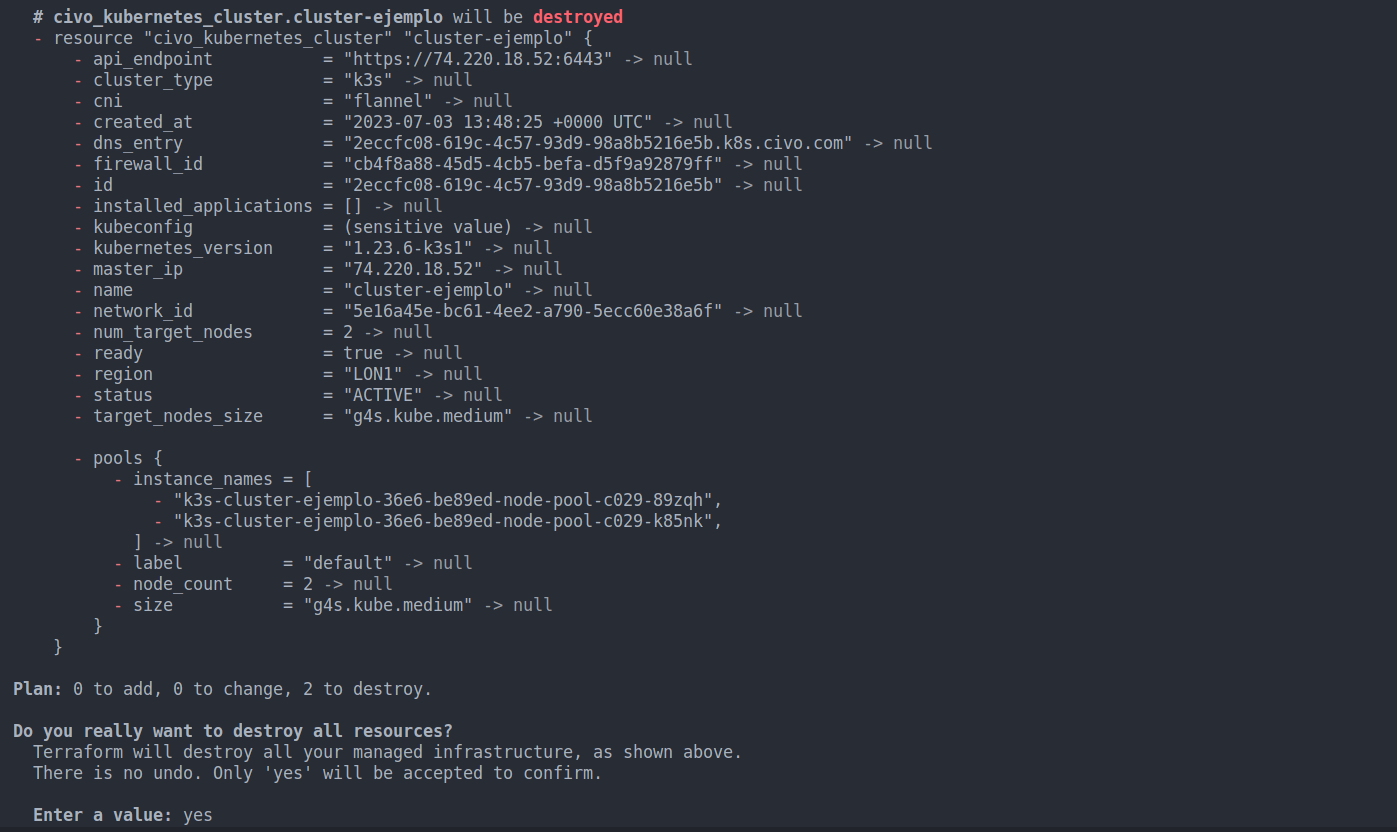 # civo_kubernetes_cluster.cluster-ejemplo will be destroyed
- resource "civo_kubernetes_cluster" "cluster-ejemplo" {
- api_endpoint = "https://74.220.18.52:6443" -> null
- cluster_type = "k3s" -> null
- cni = "flannel" -> null
- created_at = "2023-07-03 13:48:25 +0000 UTC" -> null
- dns_entry = "2eccfc08-619c-4c57-93d9-98a8b5216e5b.k8s.civo.com" -> null
- firewall_id = "cb4f8a88-45d5-4cb5-befa-d5f9a92879ff" -> null
- id = "2eccfc08-619c-4c57-93d9-98a8b5216e5b" -> null
- installed_applications = [] -> null
- kubeconfig = (sensitive value) -> null
- kubernetes_version = "1.23.6-k3s1" -> null
- master_ip = "74.220.18.52" -> null
- name = "cluster-ejemplo" -> null
- network_id = "5e16a45e-bc61-4ee2-a790-5ecc60e38a6f" -> null
- num_target_nodes = 2 -> null
- ready = true -> null
- region = "LON1" -> null
- status = "ACTIVE" -> null
- target_nodes_size = "g4s.kube.medium" -> null
- pools {
- instance_names = [
- "k3s-cluster-ejemplo-36e6-be89ed-node-pool-c029-89zqh",
- "k3s-cluster-ejemplo-36e6-be89ed-node-pool-c029-k85nk",
] -> null
- label = "default" -> null
- node_count = 2 -> null
- size = "g4s.kube.medium" -> null
}
}
Plan: 0 to add, 0 to change, 2 to destroy.
Do you really want to destroy all resources?
Terraform will destroy all your managed infrastructure, as shown above.
There is no undo. Only 'yes' will be accepted to confirm.
Enter a value: yes